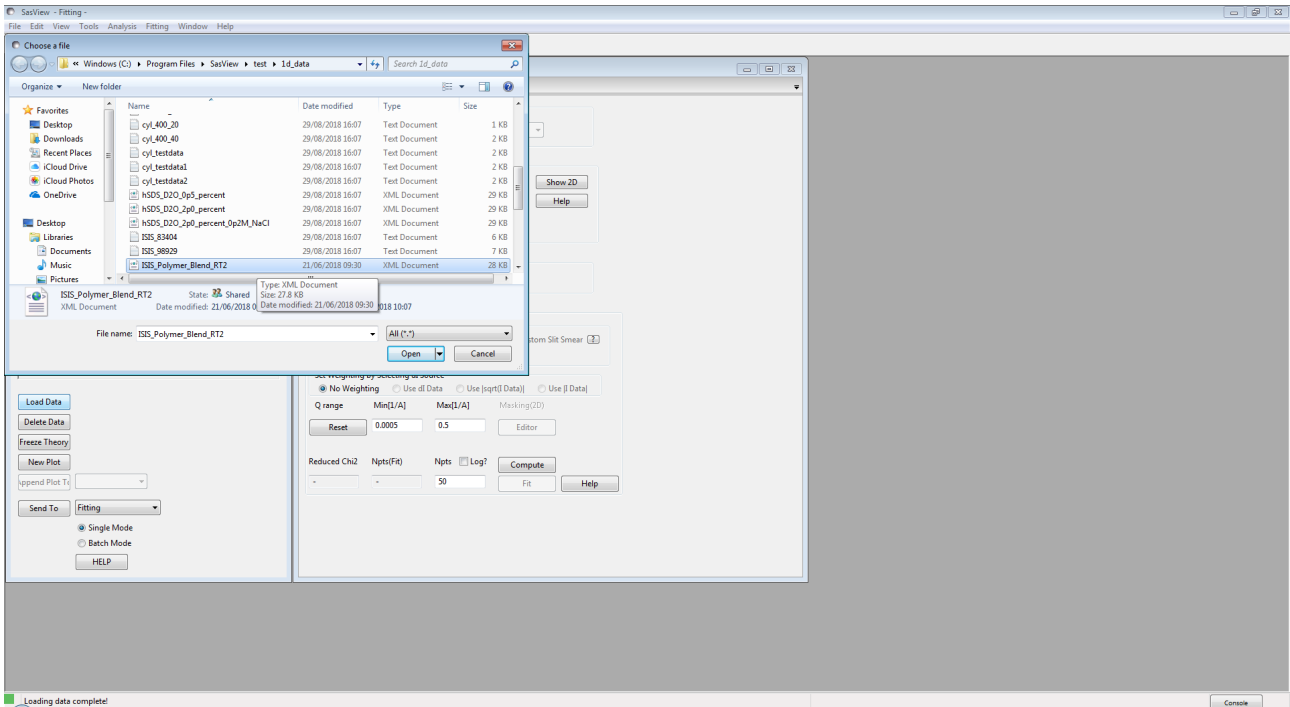 SasView - Fitting -
File Edit View Tools Analysis Fitting Window Help
Choose a file
« Windows (C:) Program Files SasView test 1d_data Search 1d_data
Organize New folder
Name Date modified Type Size
Favorites
Desktop cyl_400_20 29/08/2018 16:07 Text Document 1 KB
Downloads cyl_400_40 29/08/2018 16:07 Text Document 2 KB
Recent Places cyl_testdata 29/08/2018 16:07 Text Document 2 KB
iCloud Drive cyl_testdata1 29/08/2018 16:07 Text Document 2 KB
iCloud Photos cyl_testdata2 29/08/2018 16:07 Text Document 2 KB
OneDrive hSDS_D2O_0p5_percent 29/08/2018 16:07 XML Document 29 KB
hSDS_D2O_2p0_percent 29/08/2018 16:07 XML Document 29 KB
Desktop hSDS_D2O_2p0_percent_0p2M_NaCl 29/08/2018 16:07 XML Document 29 KB
Libraries ISIS_83404 29/08/2018 16:07 Text Document 6 KB
Documents ISIS_98929 29/08/2018 16:07 Text Document 7 KB
Music ISIS_Polymer_Blend_RT2 21/06/2018 09:30 XML Document 28 KB
Pictures
Type: XML Document
Size: 27.8 KB
Date modified: 21/06/2018 09:30
ISIS_Polymer_Blend_RT2 State: Shared
XML Document Date modified: 21/06/2018 0 018 10:07
File name: ISIS_Polymer_Blend_RT2 All (*.*)
Open Cancel
Show 2D
Help
tom Slit Smear ?
Set Weighting by Selecting dI Source
No Weighting Use dI Data Use |sqrt(I Data)| Use |I Data|
Q range Min[1/A] Max[1/A] Masking(2D)
Reset 0.0005 0.5 Editor
Reduced Chi2 Npts(Fit) Npts Log? Compute
- - 50 Fit Help
Load Data
Delete Data
Freeze Theory
New Plot
ppend Plot T
Send To Fitting
Single Mode
Batch Mode
HELP
Loading data complete! Console